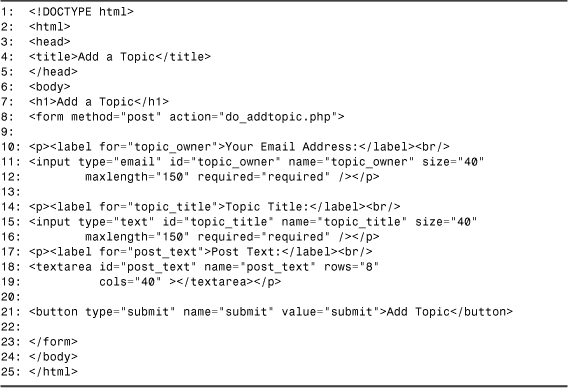 1: <!DOCTYPE html>
2: <html>
3: <head>
4: <title>Add a Topic</title>
5: </head>
6: <body>
7: <h1>Add a Topic</h1>
8: <form method="post" action="do_addtopic.php">
9:
10: <p><label for="topic_owner">Your Email Address:</label><br/>
11: <input type="email" id="topic_owner" name="topic_owner" size="40"
12:        maxlength="150" required="required" /></p>
13:
14: <p><label for="topic_title">Topic Title:</label><br/>
15: <input type="text" id="topic_title" name="topic_title" size="40"
16:        maxlength="150" required="required" /></p>
17: <p><label for="post_text">Post Text:</label><br/>
18: <textarea id="post_text" name="post_text" rows="8"
19:          cols="40" ></textarea></p>
20:
21: <button type="submit" name="submit" value="submit">Add Topic</button>
22:
23: </form>
24: </body>
25: </html>